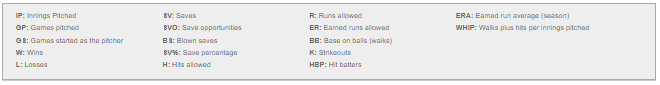 IP: Innings Pitched
GP: Games pitched
GS: Games started as the pitcher
W: Wins
L: Losses
SV: Saves
SVO: Save opportunities
BS: Blown saves
SV%: Save percentage
H: Hits allowed
R: Runs allowed
ER: Earned runs allowed
BB: Base on balls (walks)
K: Strikeouts
HBP: Hit batters
ERA: Earned run average (season)
WHIP: Walks plus hits per innings pitched